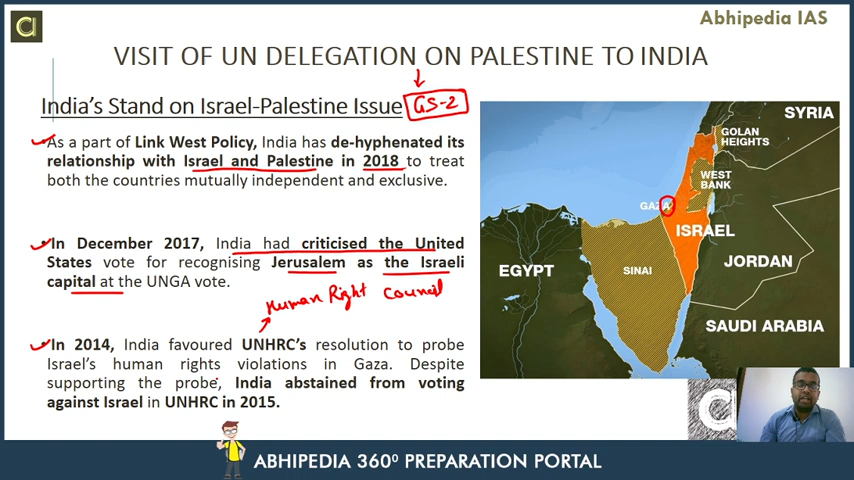 Abhipedia IAS
a
VISIT OF UN DELEGATION ON PALESTINE TO INDIA
India's Stand on Israel-Palestine Issue GS-2
As a part of Link West Policy, India has de-hyphenated its
relationship with Israel and Palestine in 2018 to treat
both the countries mutually independent and exclusive.
In December 2017, India had criticised the United
States vote for recognising Jerusalem as the Israeli
capital at the UNGA vote.
Human Right Council
In 2014, India favoured UNHRC's resolution to probe
Israel's human rights violations in Gaza. Despite
supporting the probe, India abstained from voting
against Israel in UNHRC in 2015.
SYRIA
GOLAN
HEIGHTS
WEST
BANK
GAZA
ISRAEL
EGYPT
SINAI
JORDAN
SAUDI ARABIA
a
ABHIPEDIA 360⁰ PREPARATION PORTAL